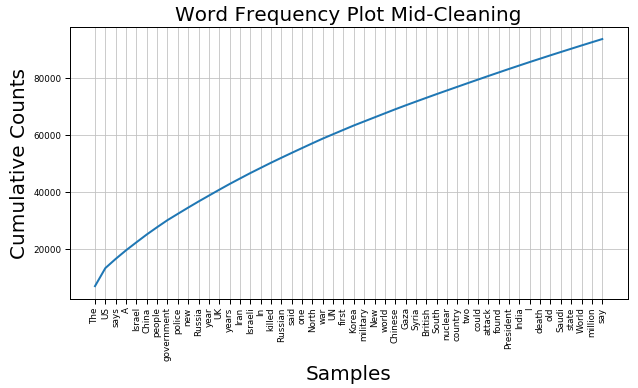 Word Frequency Plot Mid-Cleaning
Cumulative Counts
80000
60000
40000
20000
The
US
says
A
Israel
China
people
government
police
new
Russia
year
UK
years
Iran
Israeli
In
killed
Russian
said
one
North
war
UN
first
Korea
military
New
world
Chinese
Gaza
Syria
British
South
nuclear
country
two
could
attack
found
President
India
I
death
old
Saudi
state
World
million
say
Samples